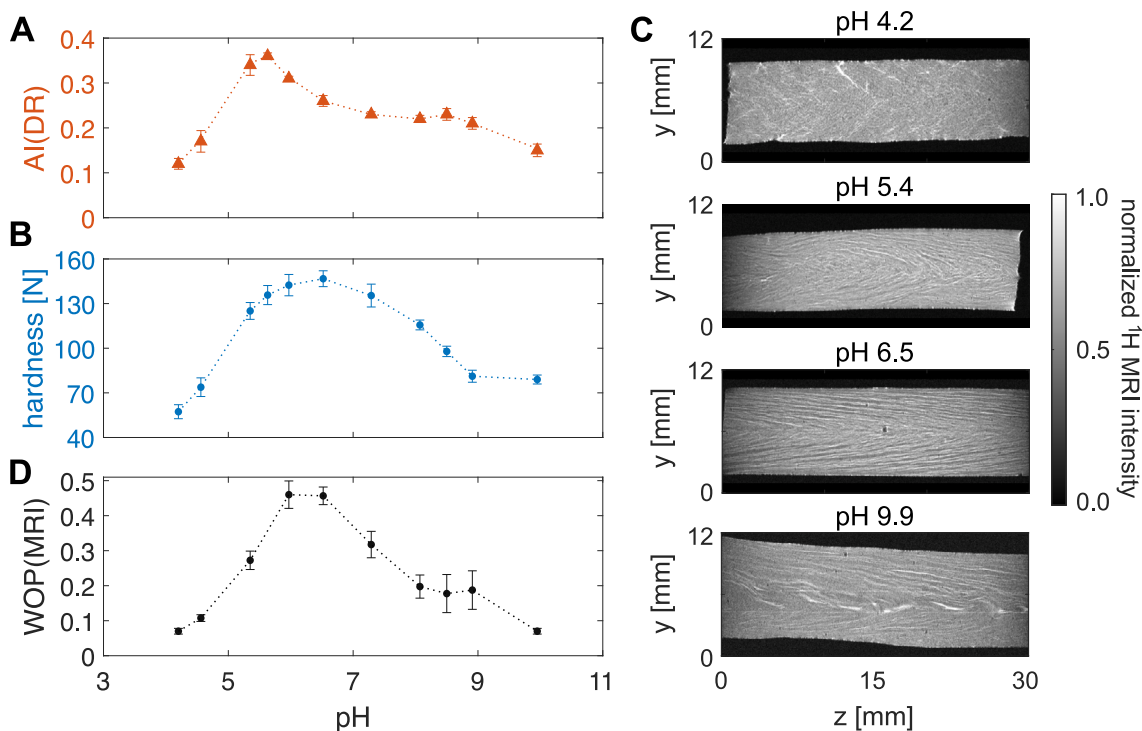 A
0.4
0.3
0.2
0.1
0
AI(DR)
B
160
130
100
70
40
hardness [N]
D
0.5
0.4
0.3
0.2
0.1
0
WOP(MRI)
3
5
7
9
11
pH
C
pH 4.2
12
0
y [mm]
pH 5.4
12
0
y [mm]
pH 6.5
12
0
y [mm]
pH 9.9
12
0
y [mm]
0
15
30
z [mm]
1.0
0.5
0.0
normalized ¹H MRI intensity